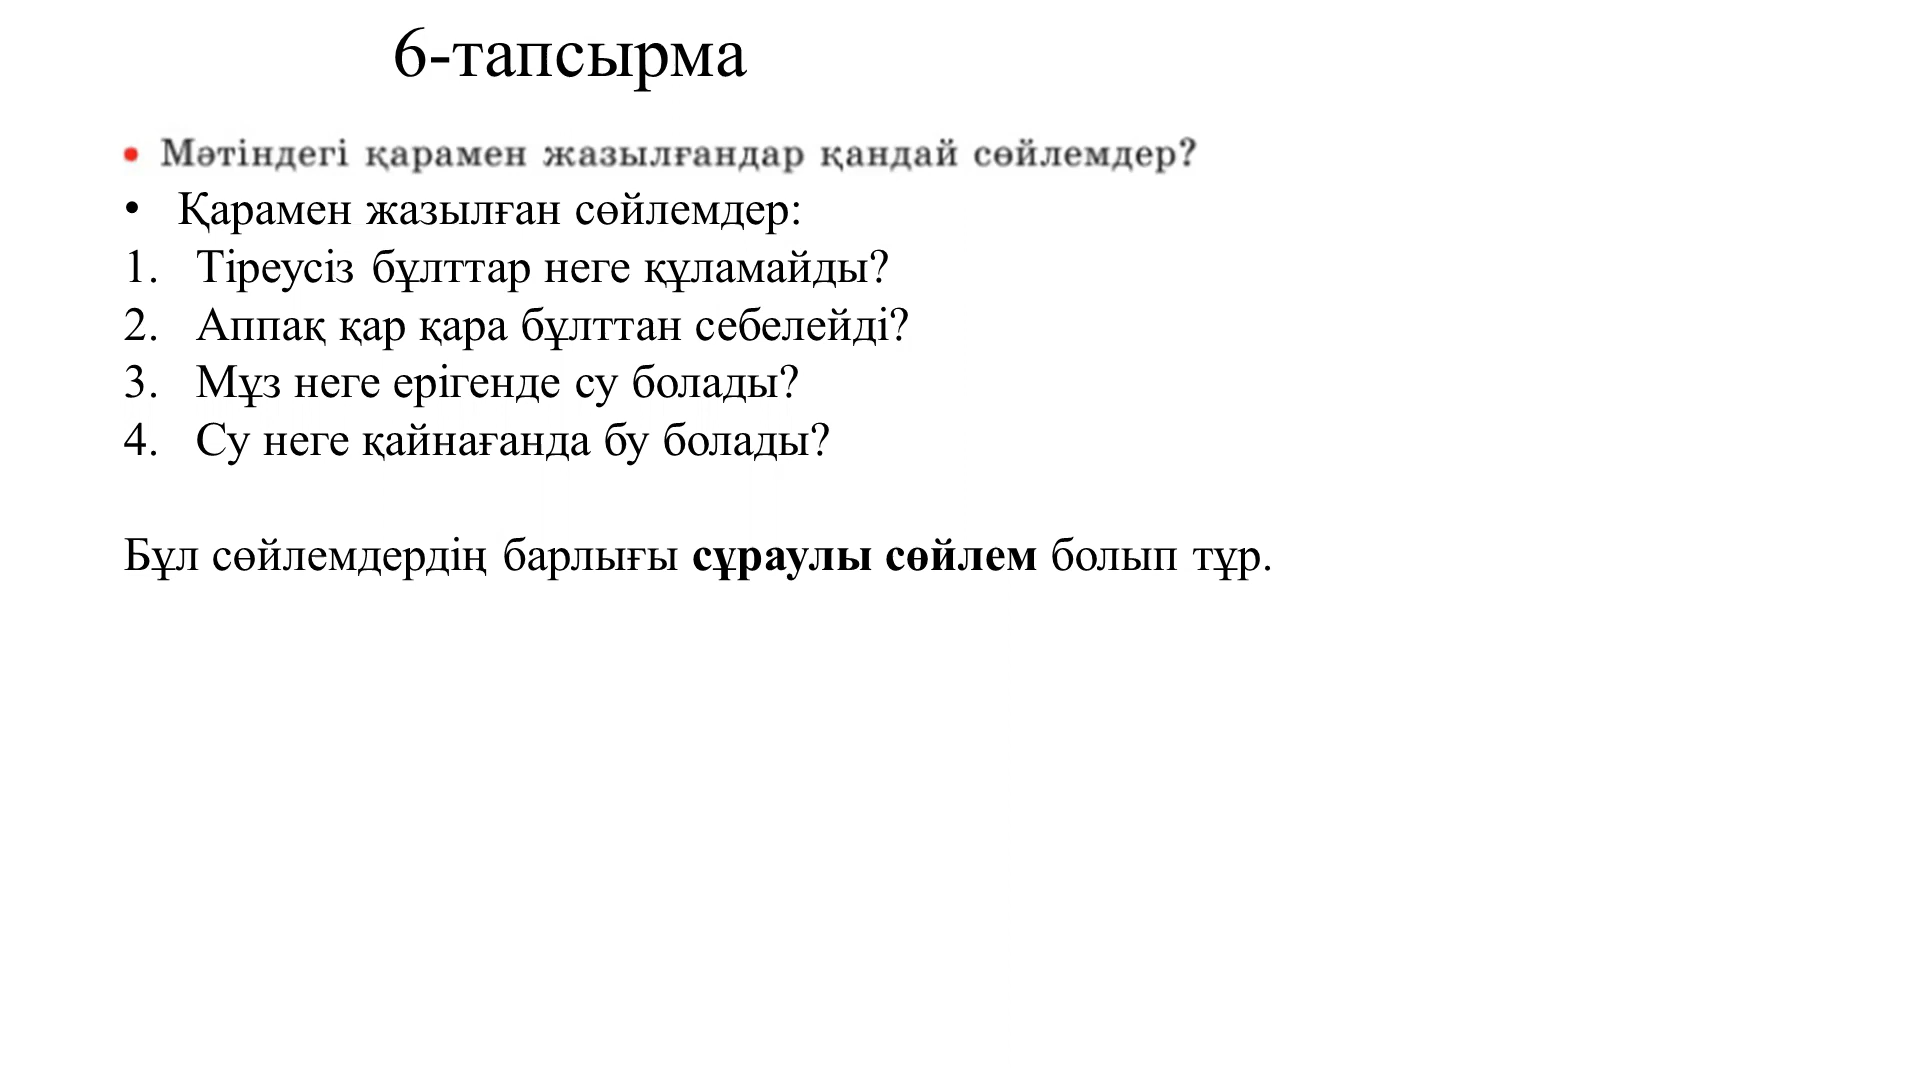 6-тапсырма
• Мәтіндегі қарамен жазылғандар қандай сөйлемдер?
• Қарамен жазылған сөйлемдер:
1. Тіреусіз бұлттар неге құламайды?
2. Аппақ қар қара бұлттан себелейді?
3. Мұз неге ерігенде су болады?
4. Су неге қайнағанда бу болады?
Бұл сөйлемдердің барлығы сұраулы сөйлем болып тұр.